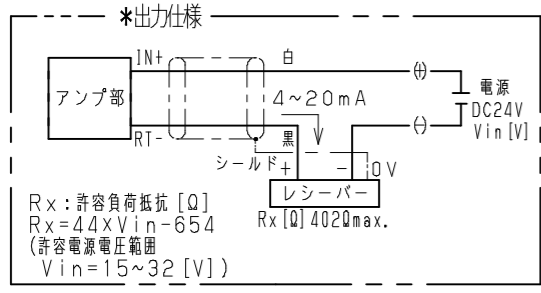 *出力仕様
IN+
白
(+)
アンプ部
電源
DC24V
Vin[V]
4~20mA
RT-
黒
(-)
シールド
+
-
0V
レシーバー
Rx[Ω]402Ωmax.
Rx:許容負荷抵抗[Ω]
Rx=44×Vin-654
(許容電源電圧範囲
Vin=15~32[V])